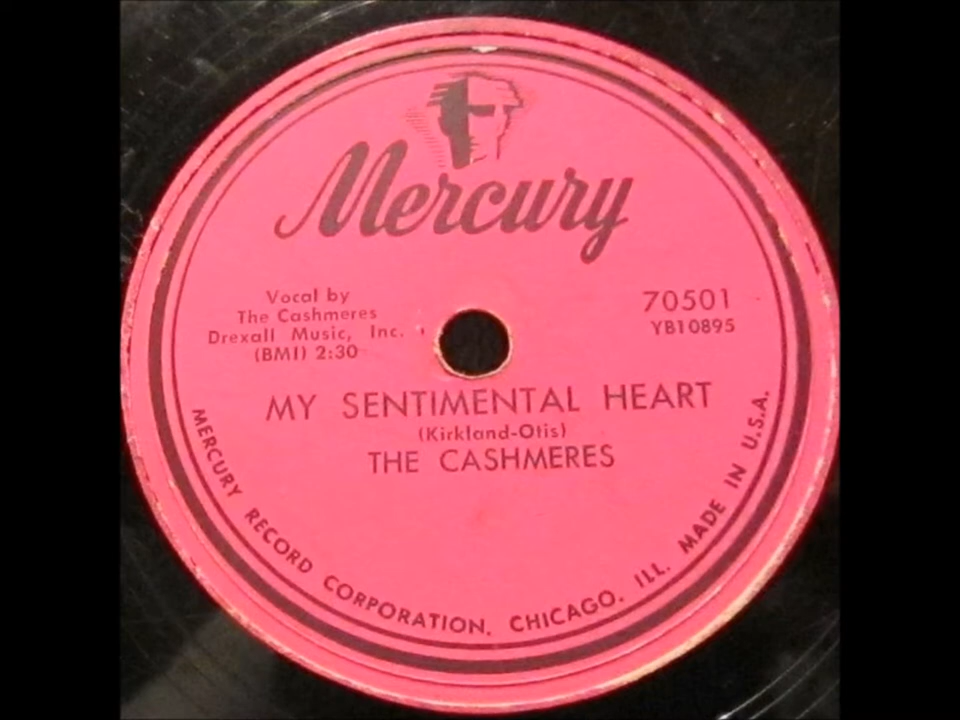 Mercury
Vocal by
The Cashmeres
Drexall Music, Inc.
(BMI) 2:30
70501
YB10895
MY SENTIMENTAL HEART
(Kirkland-Otis)
THE CASHMERES
MERCURY RECORD CORPORATION, CHICAGO, ILL. MADE IN U.S.A.